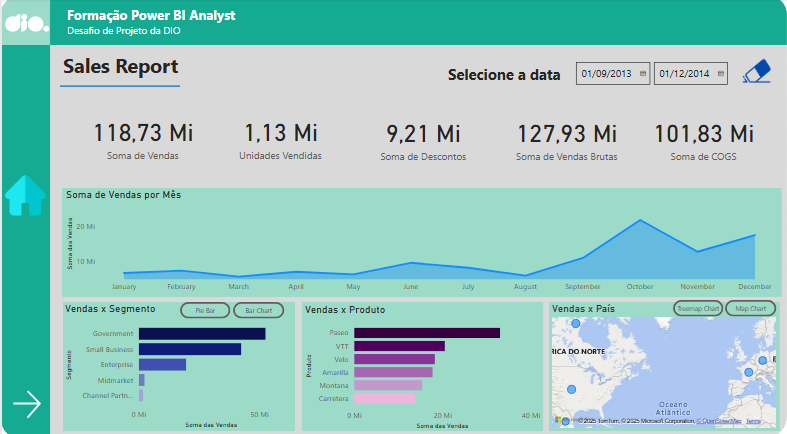 dio.
Formação Power BI Analyst
Desafio de Projeto da DIO
Sales Report
Selecione a data
01/09/2013
01/12/2014
118,73 Mi
Soma de Vendas
1,13 Mi
Unidades Vendidas
9,21 Mi
Soma de Descontos
127,93 Mi
Soma de Vendas Brutas
101,83 Mi
Soma de COGS
Soma de Vendas por Mês
Soma das Vendas
20 Mi
10 Mi
January February March April May June July August September October November December
Vendas x Segmento
Pie Bar
Bar Chart
Segmento
Government
Small Business
Enterprise
Midmarket
Channel Partn...
0 Mi 50 Mi
Soma das Vendas
Vendas x Produto
Produto
Paseo
VTT
Velo
Amarilla
Montana
Carretera
0 Mi 20 Mi 40 Mi
Soma das Vendas
Vendas x País
Treemap Chart
Map Chart
RICA DO NORTE
E
Oceano
Atlântico
© 2025 TomTom, © 2025 Microsoft Corporation, © OpenStreetMap Terms